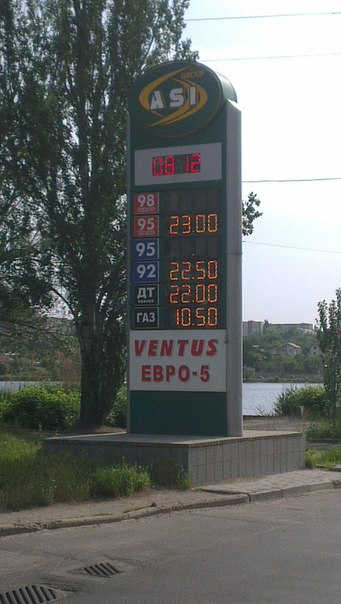 ASI GROUP
08:12
98
95 23.00
95
92 22.50
ДТ 22.00
ГАЗ 10.50
VENTUS
ЕВРО-5